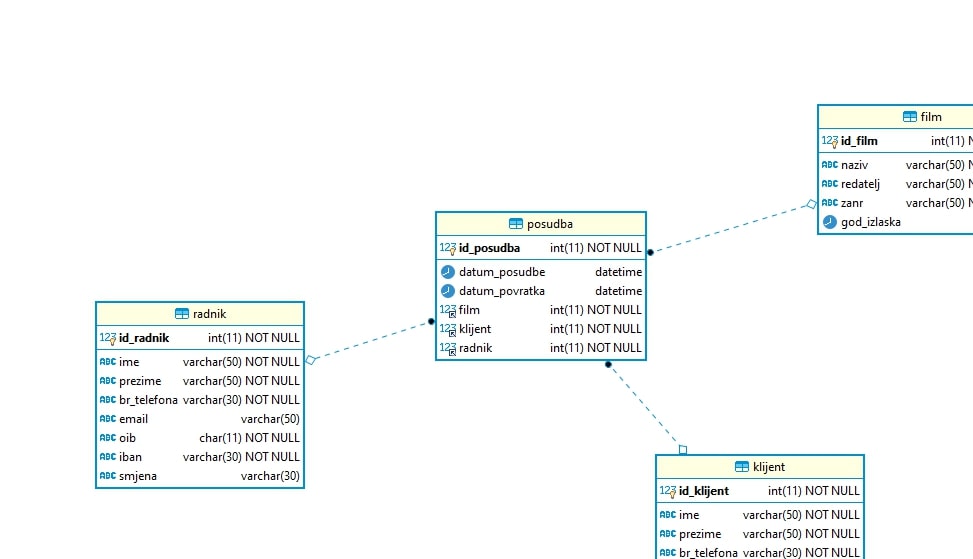 film
123 id_film int(11) N
ABC naziv varchar(50) N
ABC redatelj varchar(50) N
ABC zanr varchar(50) N
god_izlaska
posudba
123 id_posudba int(11) NOT NULL
datum_posudbe datetime
datum_povratka datetime
123 film int(11) NOT NULL
123 klijent int(11) NOT NULL
123 radnik int(11) NOT NULL
radnik
123 id_radnik int(11) NOT NULL
ABC ime varchar(50) NOT NULL
ABC prezime varchar(50) NOT NULL
ABC br_telefona varchar(30) NOT NULL
ABC email varchar(50)
ABC oib char(11) NOT NULL
ABC iban varchar(30) NOT NULL
ABC smjena varchar(30)
klijent
123 id_klijent int(11) NOT NULL
ABC ime varchar(50) NOT NULL
ABC prezime varchar(50) NOT NULL
ABC br_telefona varchar(30) NOT NULL